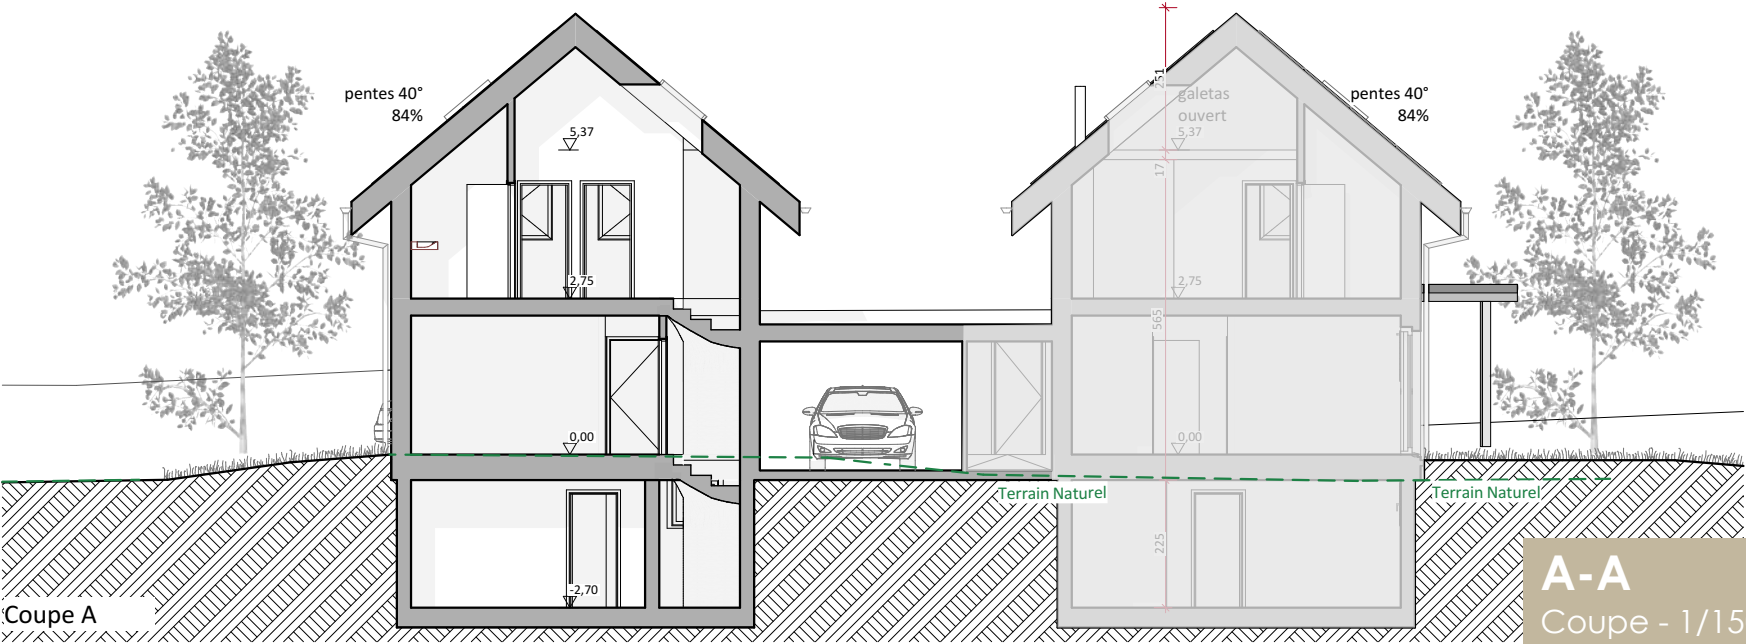 pentes 40°
84%
5,37
2,75
0,00
-2,70
251
galetas
ouvert
5,37
17
2,75
565
0,00
225
pentes 40°
84%
Terrain Naturel
Terrain Naturel
Coupe A
A-A
Coupe - 1/15